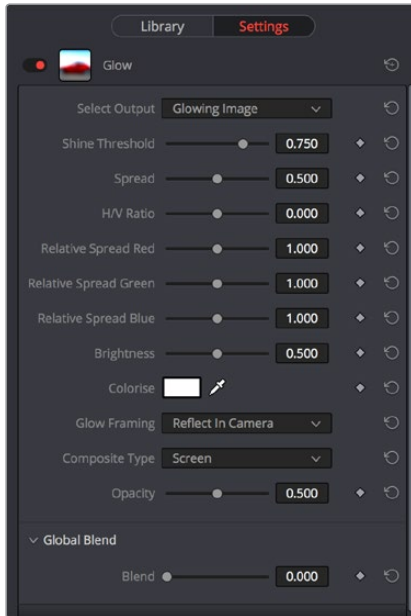 Library Settings
Glow
Select Output Glowing Image
Shine Threshold 0.750
Spread 0.500
H/V Ratio 0.000
Relative Spread Red 1.000
Relative Spread Green 1.000
Relative Spread Blue 1.000
Brightness 0.500
Colorise
Glow Framing Reflect In Camera
Composite Type Screen
Opacity 0.500
Global Blend
Blend 0.000